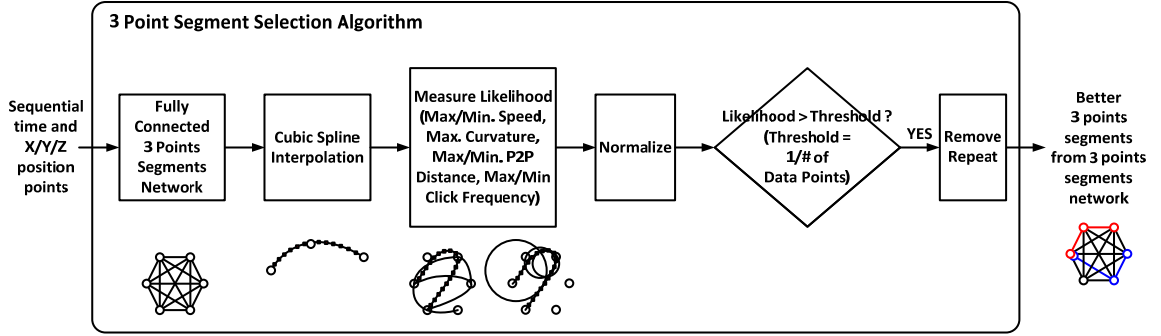 3 Point Segment Selection Algorithm
Sequential
time and
X/Y/Z
position
points
Fully
Connected
3 Points
Segments
Network
Cubic Spline
Interpolation
Measure Likelihood
(Max/Min. Speed,
Max. Curvature,
Max/Min. P2P
Distance, Max/Min
Click Frequency)
Normalize
Likelihood > Threshold ?
(Threshold =
1/# of
Data Points)
YES
Remove
Repeat
Better
3 points
segments
from 3 points
segments
network